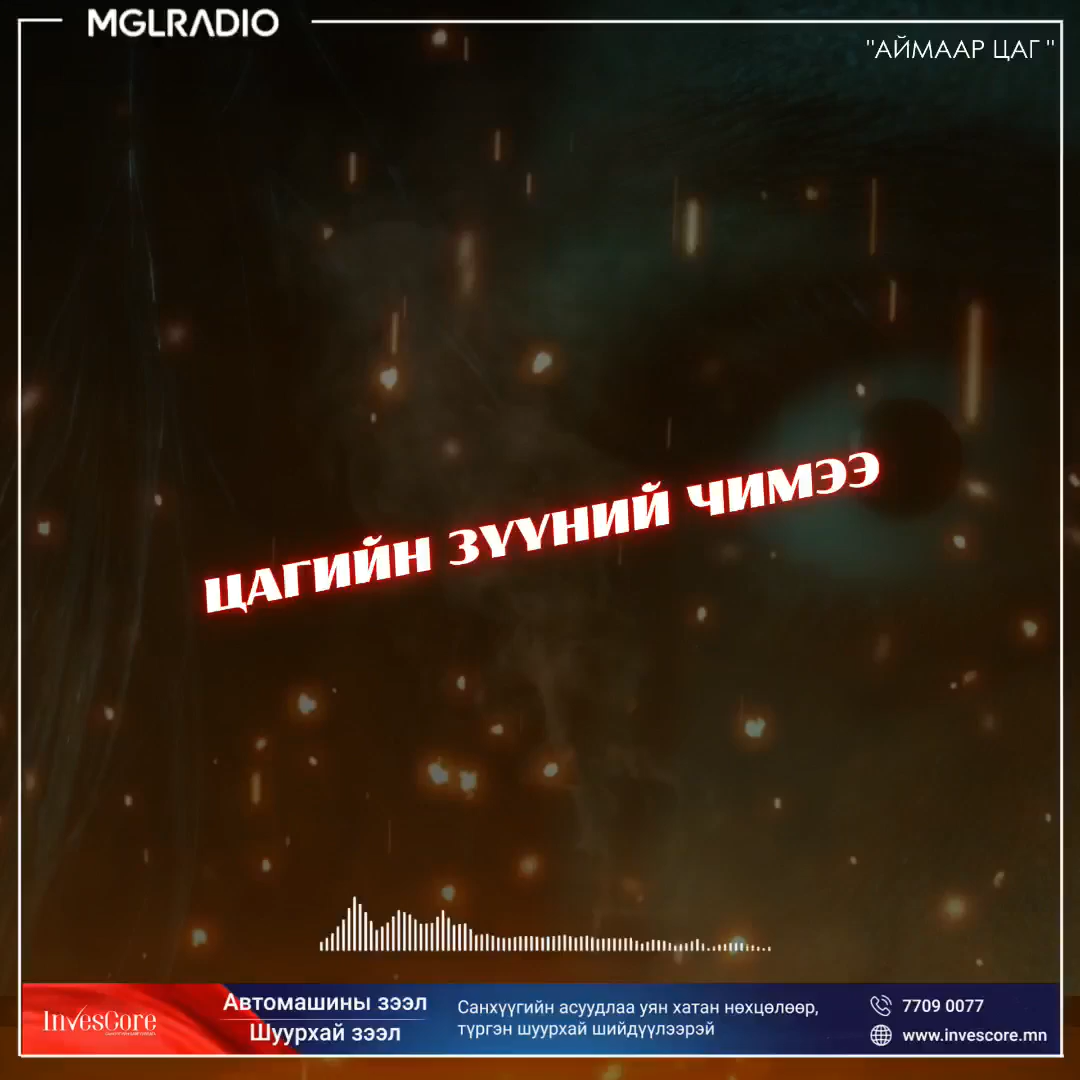 MGLRADIO
"АЙМААР ЦАГ "
ЦАГИЙН ЗҮҮНИЙ ЧИМЭЭ
InvesCore
Автомашины зээл
Шуурхай зээл
Санхүүгийн асуудлаа уян хатан нөхцөлөөр,
түргэн шуурхай шийдүүлээрэй
7709 0077
www.invescore.mn